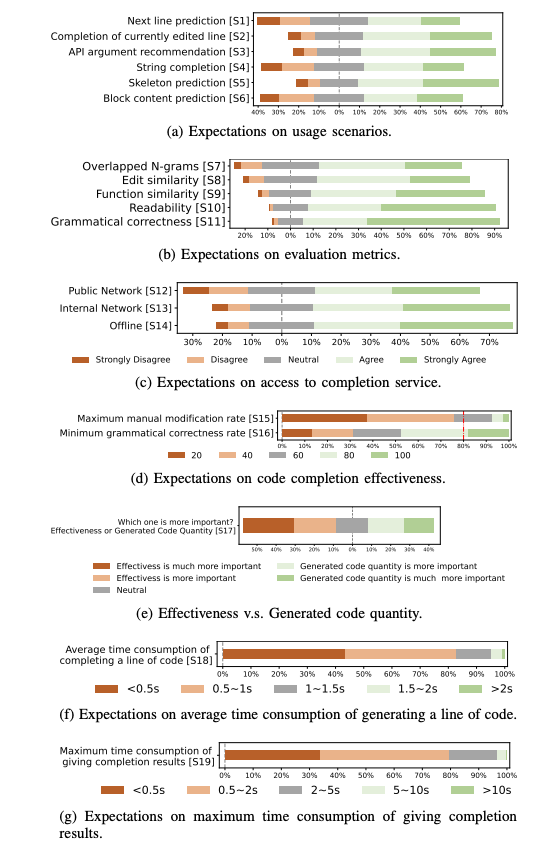 Next line prediction [S1]
Completion of currently edited line [S2]
API argument recommendation [S3]
String completion [S4]
Skeleton prediction [S5]
Block content prediction [S6]
40% 30% 20% 10% 0% 10% 20% 30% 40% 50% 60% 70% 80%
(a) Expectations on usage scenarios.
Overlapped N-grams [S7]
Edit similarity [S8]
Function similarity [S9]
Readability [S10]
Grammatical correctness [S11]
20% 10% 0% 10% 20% 30% 40% 50% 60% 70% 80% 90%
(b) Expectations on evaluation metrics.
Public Network [S12]
Internal Network [S13]
Offline [S14]
30% 20% 10% 0% 10% 20% 30% 40% 50% 60% 70%
Strongly Disagree Disagree Neutral Agree Strongly Agree
(c) Expectations on access to completion service.
Maximum manual modification rate [S15]
Minimum grammatical correctness rate [S16]
0% 10% 20% 30% 40% 50% 60% 70% 80% 90% 100%
20 40 60 80 100
(d) Expectations on code completion effectiveness.
Which one is more important?
Effectiveness or Generated Code Quantity [S17]
50% 40% 30% 20% 10% 0% 10% 20% 30% 40%
Effectivenss is much more important Generated code quantity is more important
Effectivess is more important Generated code quantity is much more important
Neutral
(e) Effectiveness v.s. Generated code quantity.
Average time consumption of
completing a line of code [S18]
0% 10% 20% 30% 40% 50% 60% 70% 80% 90% 100%
<0.5s 0.5~1s 1~1.5s 1.5~2s >2s
(f) Expectations on average time consumption of generating a line of code.
Maximum time consumption of
giving completion results [S19]
0% 10% 20% 30% 40% 50% 60% 70% 80% 90% 100%
<0.5s 0.5~2s 2~5s 5~10s >10s
(g) Expectations on maximum time consumption of giving completion
results.